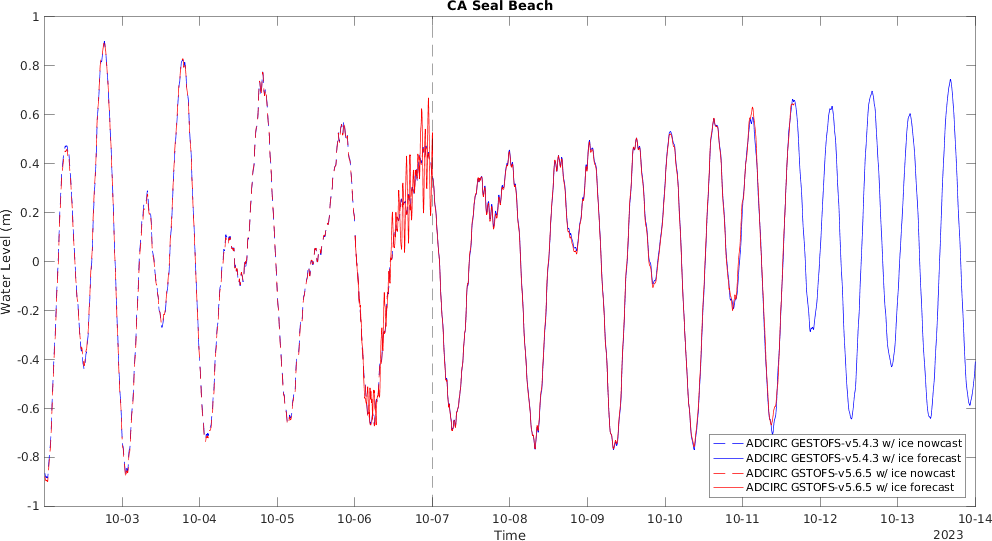 CA Seal Beach
Water Level (m)
1
0.8
0.6
0.4
0.2
0
-0.2
-0.4
-0.6
-0.8
-1
10-03 10-04 10-05 10-06 10-07 10-08 10-09 10-10 10-11 10-12 10-13 10-14
Time
2023
ADCIRC GESTOFS-v5.4.3 w/ ice nowcast
ADCIRC GESTOFS-v5.4.3 w/ ice forecast
ADCIRC GSTOFS-v5.6.5 w/ ice nowcast
ADCIRC GSTOFS-v5.6.5 w/ ice forecast